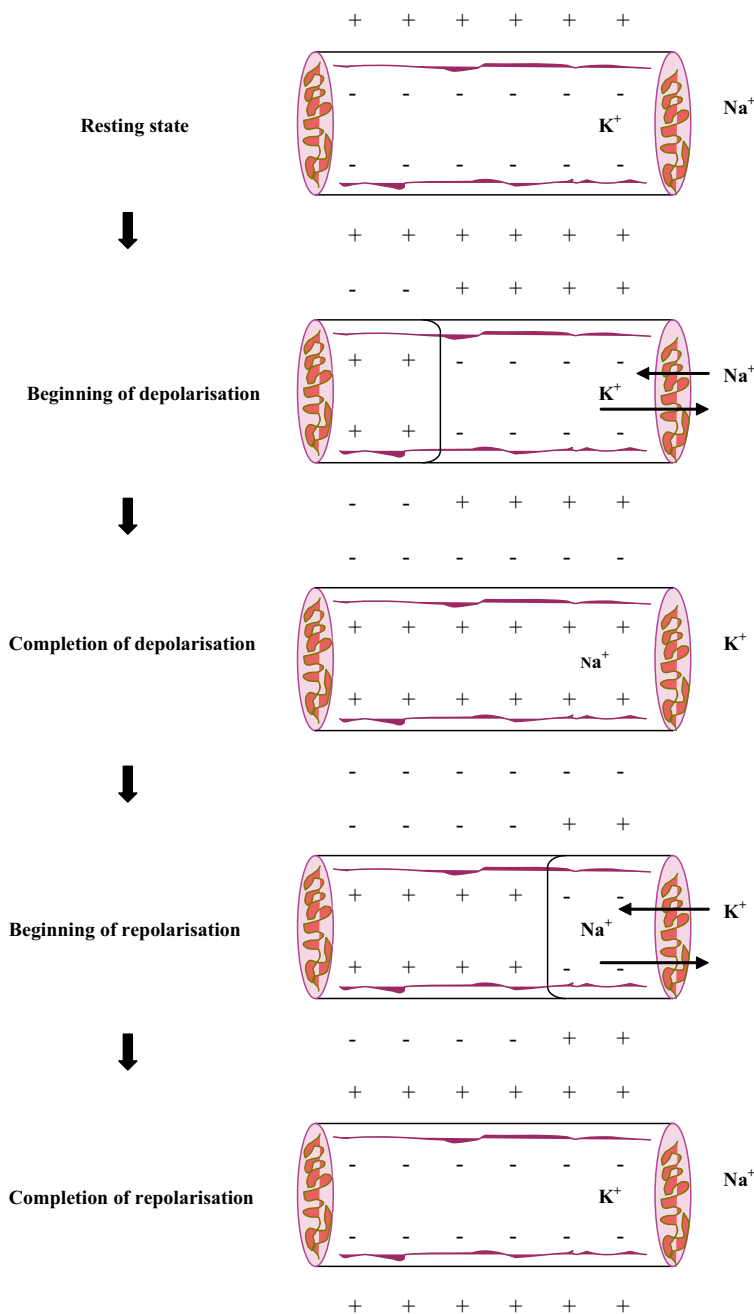 + + + + + +
- - - - - -
Resting state K⁺ Na⁺
- - - - - -
+ + + + + +
- - + + + +
+ + - - - -
Beginning of depolarisation K⁺ Na⁺
+ + - - - -
- - + + + +
- - - - - -
+ + + + + +
Completion of depolarisation Na⁺ K⁺
+ + + + + +
- - - - - -
- - - - + +
+ + + + - -
Beginning of repolarisation Na⁺ K⁺
+ + + + - -
- - - - + +
+ + + + + +
- - - - - -
Completion of repolarisation K⁺ Na⁺
- - - - - -
+ + + + + +